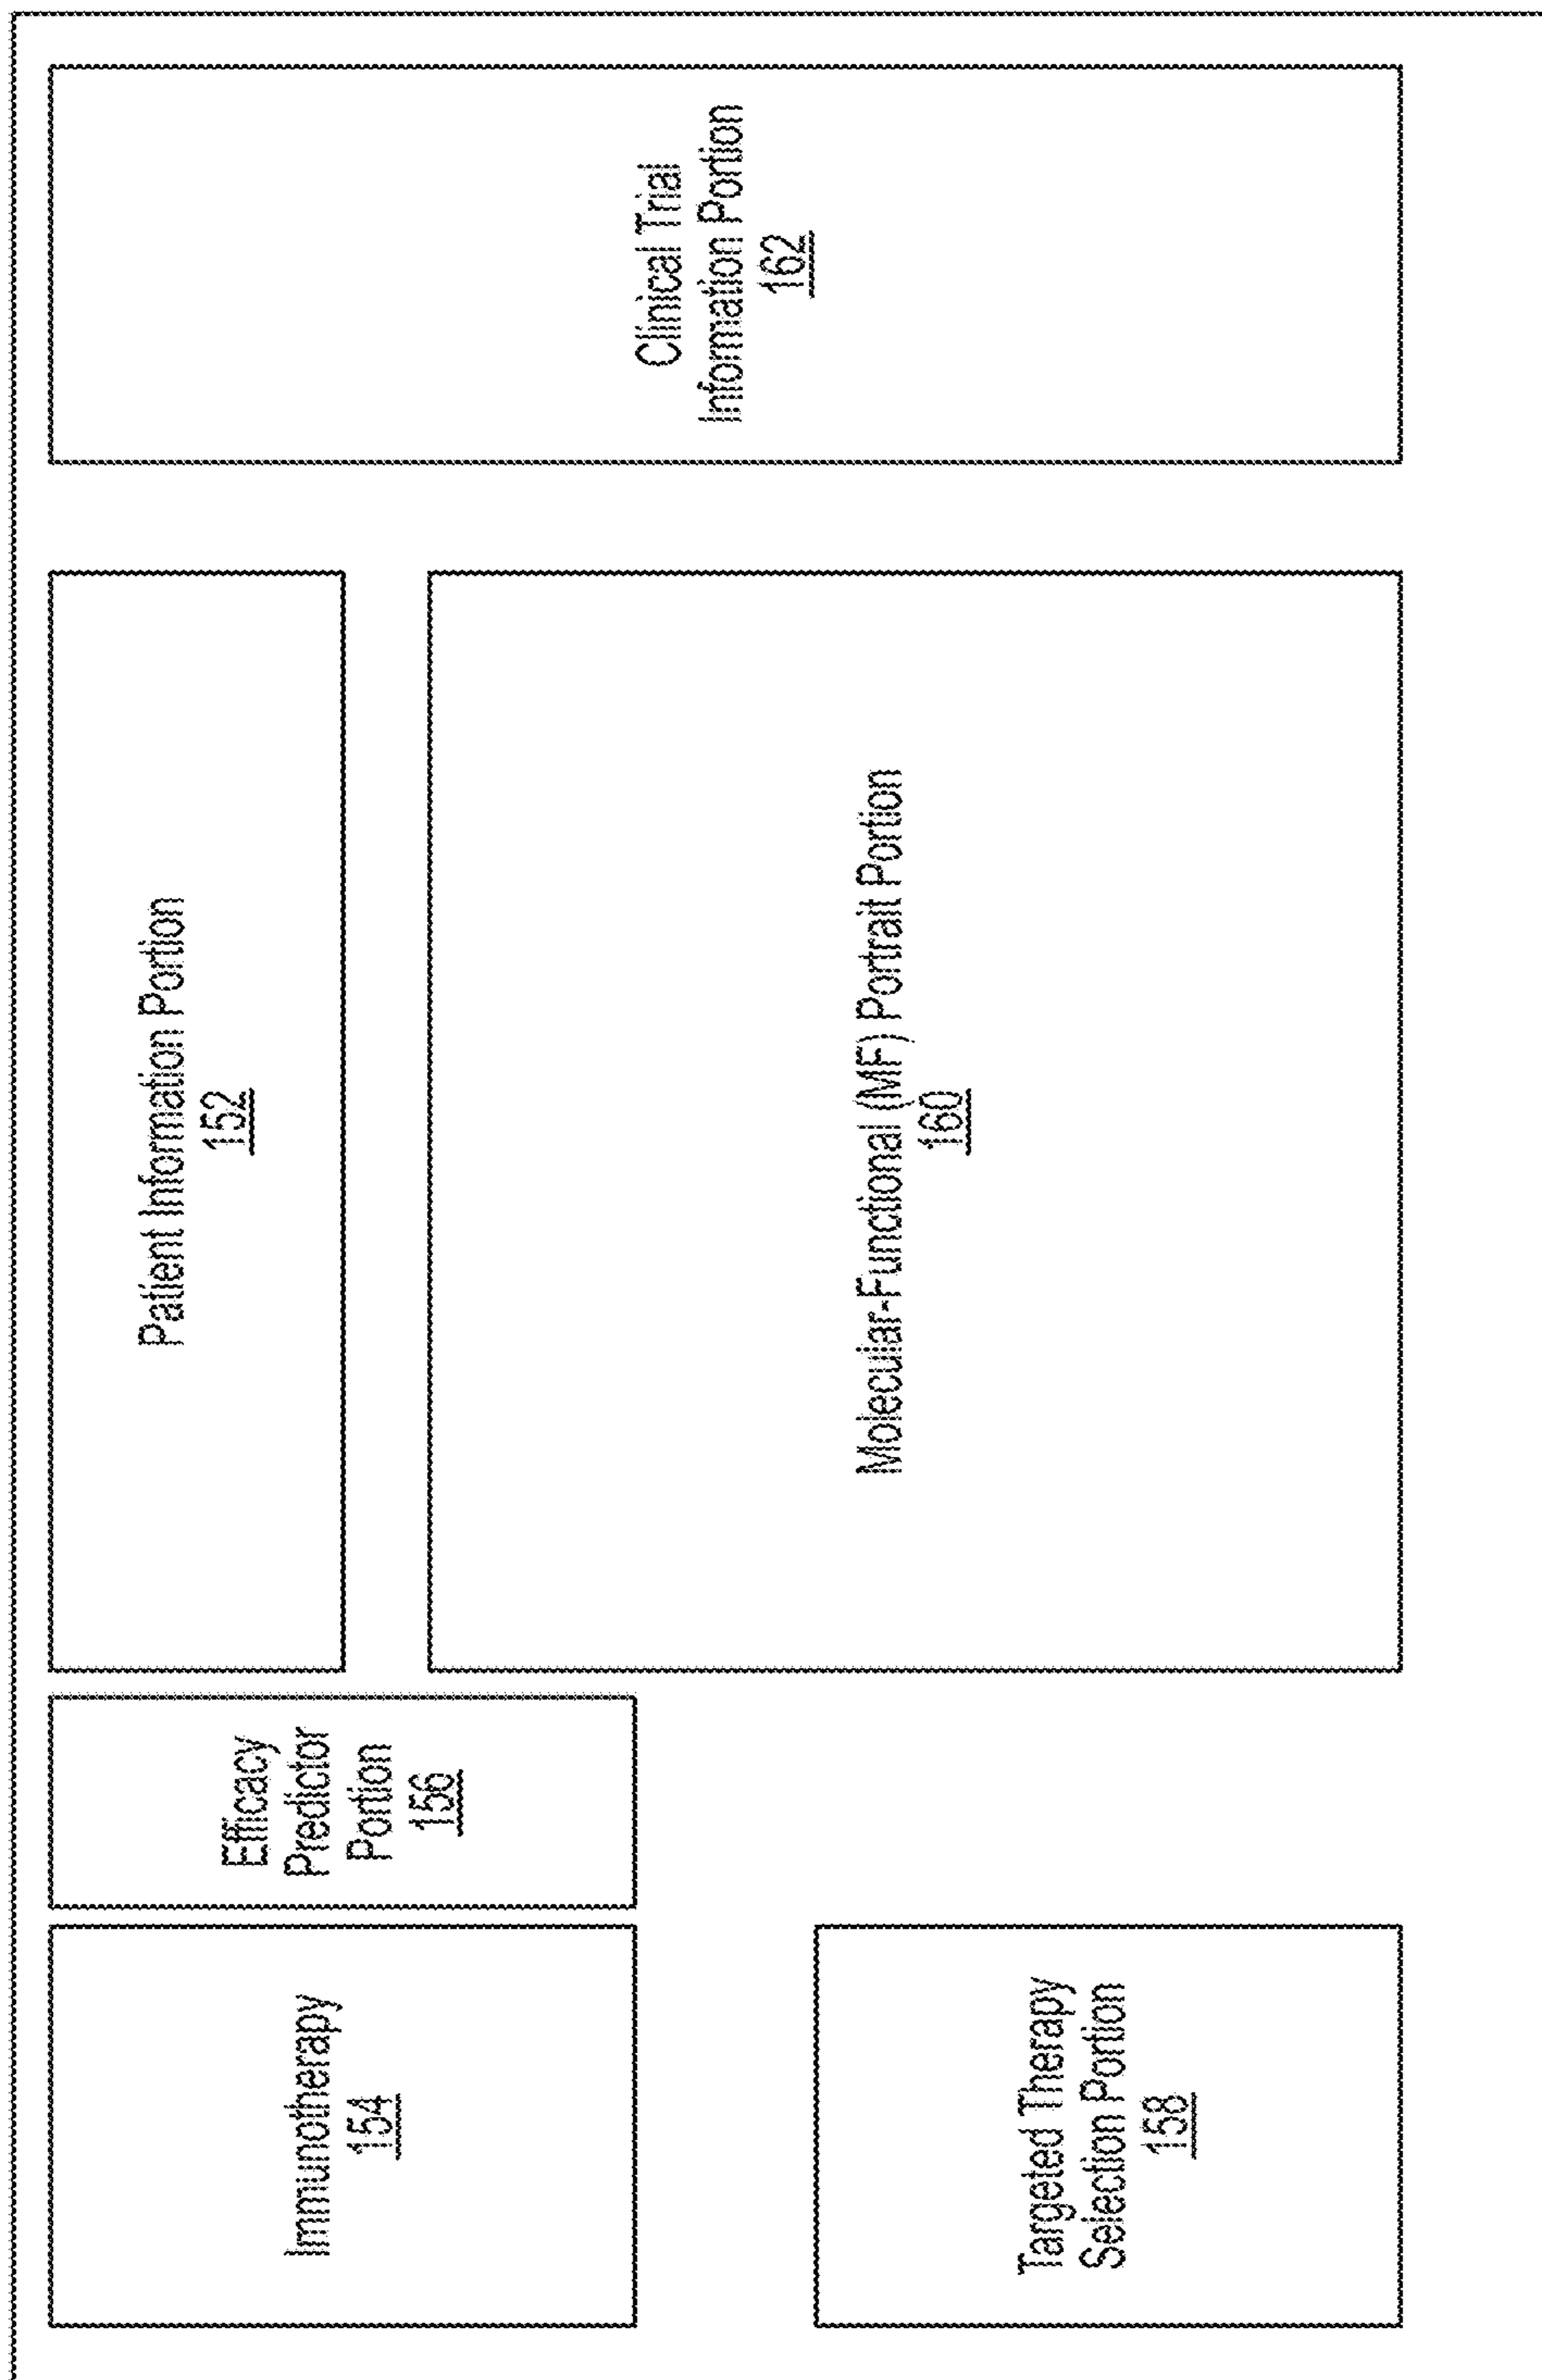 Immunotherapy
154
Efficacy
Predictor
Portion
156
Patient Information Portion
152
Clinical Trial
Information Portion
162
Targeted Therapy
Selection Portion
158
Molecular-Functional (MF) Portrait Portion
160